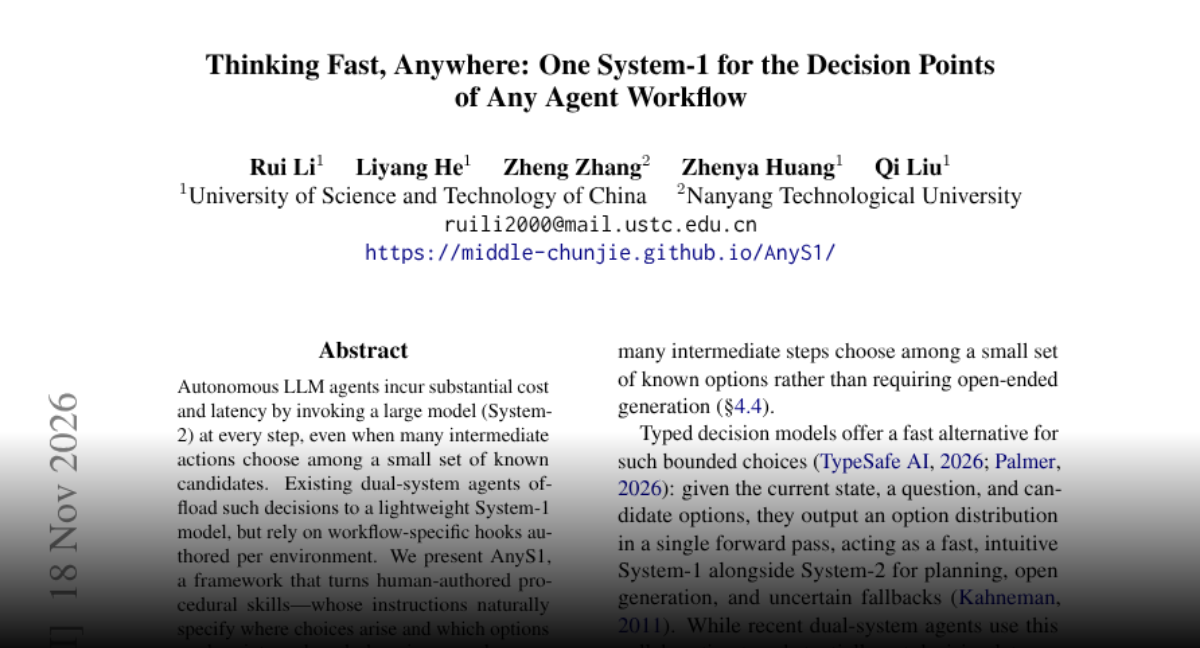 Thinking Fast, Anywhere: One System-1 for the Decision Points
of Any Agent Workflow
Rui Li1 Liyang He1 Zheng Zhang2 Zhenya Huang1 Qi Liu1
1University of Science and Technology of China 2Nanyang Technological University
ruili2000@mail.ustc.edu.cn
https://middle-chunjie.github.io/AnyS1/
Abstract
Autonomous LLM agents incur substantial cost
and latency by invoking a large model (System-
2) at every step, even when many intermediate
actions choose among a small set of known
candidates. Existing dual-system agents of-
fload such decisions to a lightweight System-1
model, but rely on workflow-specific hooks au-
thored per environment. We present AnyS1,
a framework that turns human-authored pro-
cedural skills—whose instructions naturally
specify where choices arise and which options
many intermediate steps choose among a small set
of known options rather than requiring open-ended
generation (§4.4).
Typed decision models offer a fast alternative for
such bounded choices (TypeSafe AI, 2026; Palmer,
2026): given the current state, a question, and can-
didate options, they output an option distribution
in a single forward pass, acting as a fast, intuitive
System-1 alongside System-2 for planning, open
generation, and uncertain fallbacks (Kahneman,
2011). While recent dual-system agents use this
] 18 Nov 2026